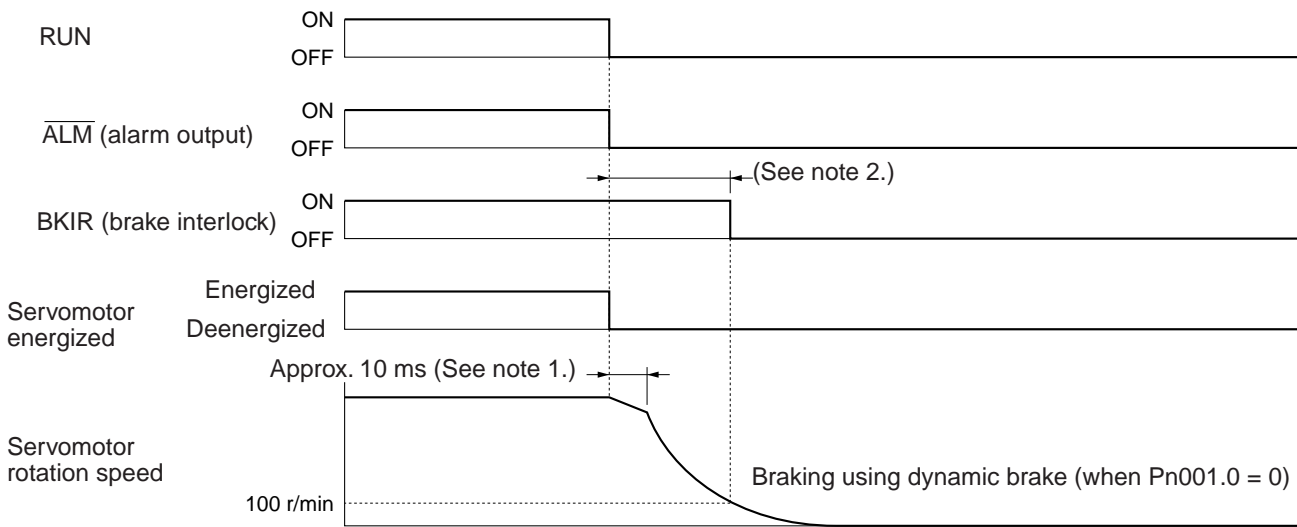 ON
RUN
OFF
ON
ALM (alarm output)
OFF
(See note 2.)
ON
BKIR (brake interlock)
OFF
Energized
Servomotor
energized
Deenergized
Approx. 10 ms (See note 1.)
Servomotor
rotation speed
Braking using dynamic brake (when Pn001.0 = 0)
100 r/min